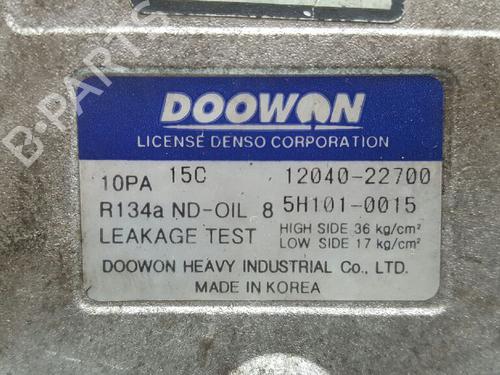 DOOWON
LICENSE DENSO CORPORATION
10PA 15C 12040-22700
R134a ND-OIL 8 5H101-0015
LEAKAGE TEST HIGH SIDE 36 kg/cm² LOW SIDE 17 kg/cm²
DOOWON HEAVY INDUSTRIAL Co., LTD.
MADE IN KOREA
B-PARTS